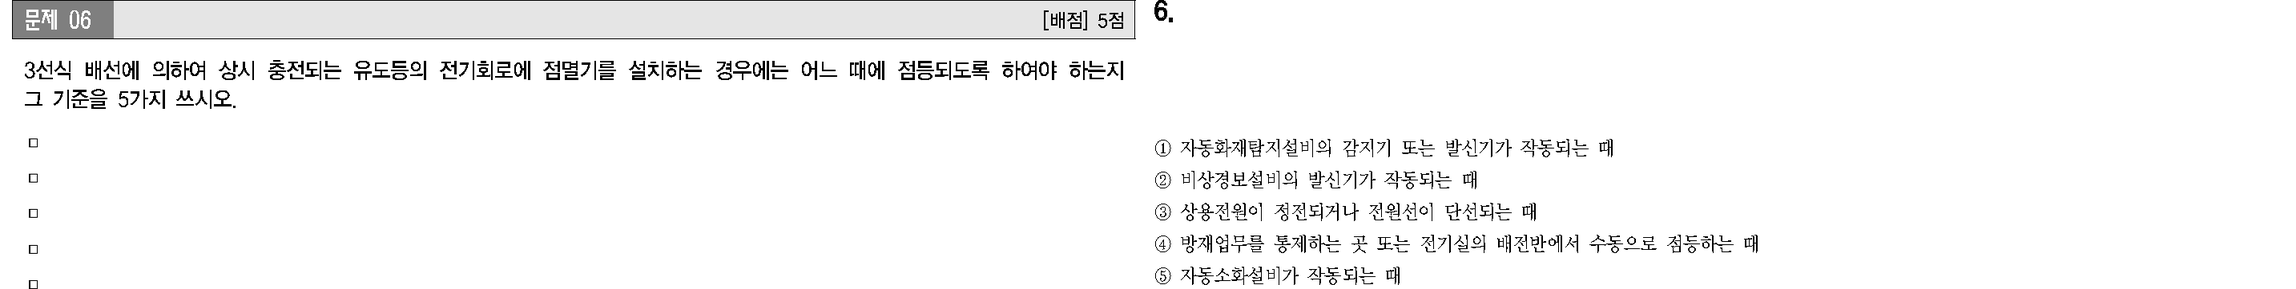 문제 06
[배점] 5점
3선식 배선에 의하여 상시 충전되는 유도등의 전기회로에 점멸기를 설치하는 경우에는 어느 때에 점등되도록 하여야 하는지
그 기준을 5가지 쓰시오.
□
□
□
□
□
6.
① 자동화재탐지설비의 감지기 또는 발신기가 작동되는 때
② 비상경보설비의 발신기가 작동되는 때
③ 상용전원이 정전되거나 전원선이 단선되는 때
④ 방재업무를 통제하는 곳 또는 전기실의 배전반에서 수동으로 점등하는 때
⑤ 자동소화설비가 작동되는 때